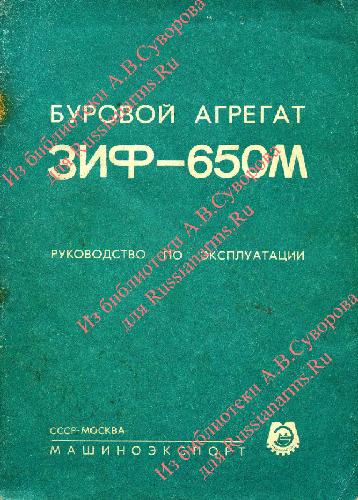 БУРОВОЙ АГРЕГАТ
ЗИФ-650М
РУКОВОДСТВО ПО ЭКСПЛУАТАЦИИ
СССР-МОСКВА
МАШИНОЭКСПОРТ
Из библиотеки А.В.Суворова
для Russianarms.Ru
Из библиотеки А.В.Суворова
для Russianarms.Ru
Из библиотеки А.В.Суворова
для Russianarms.Ru